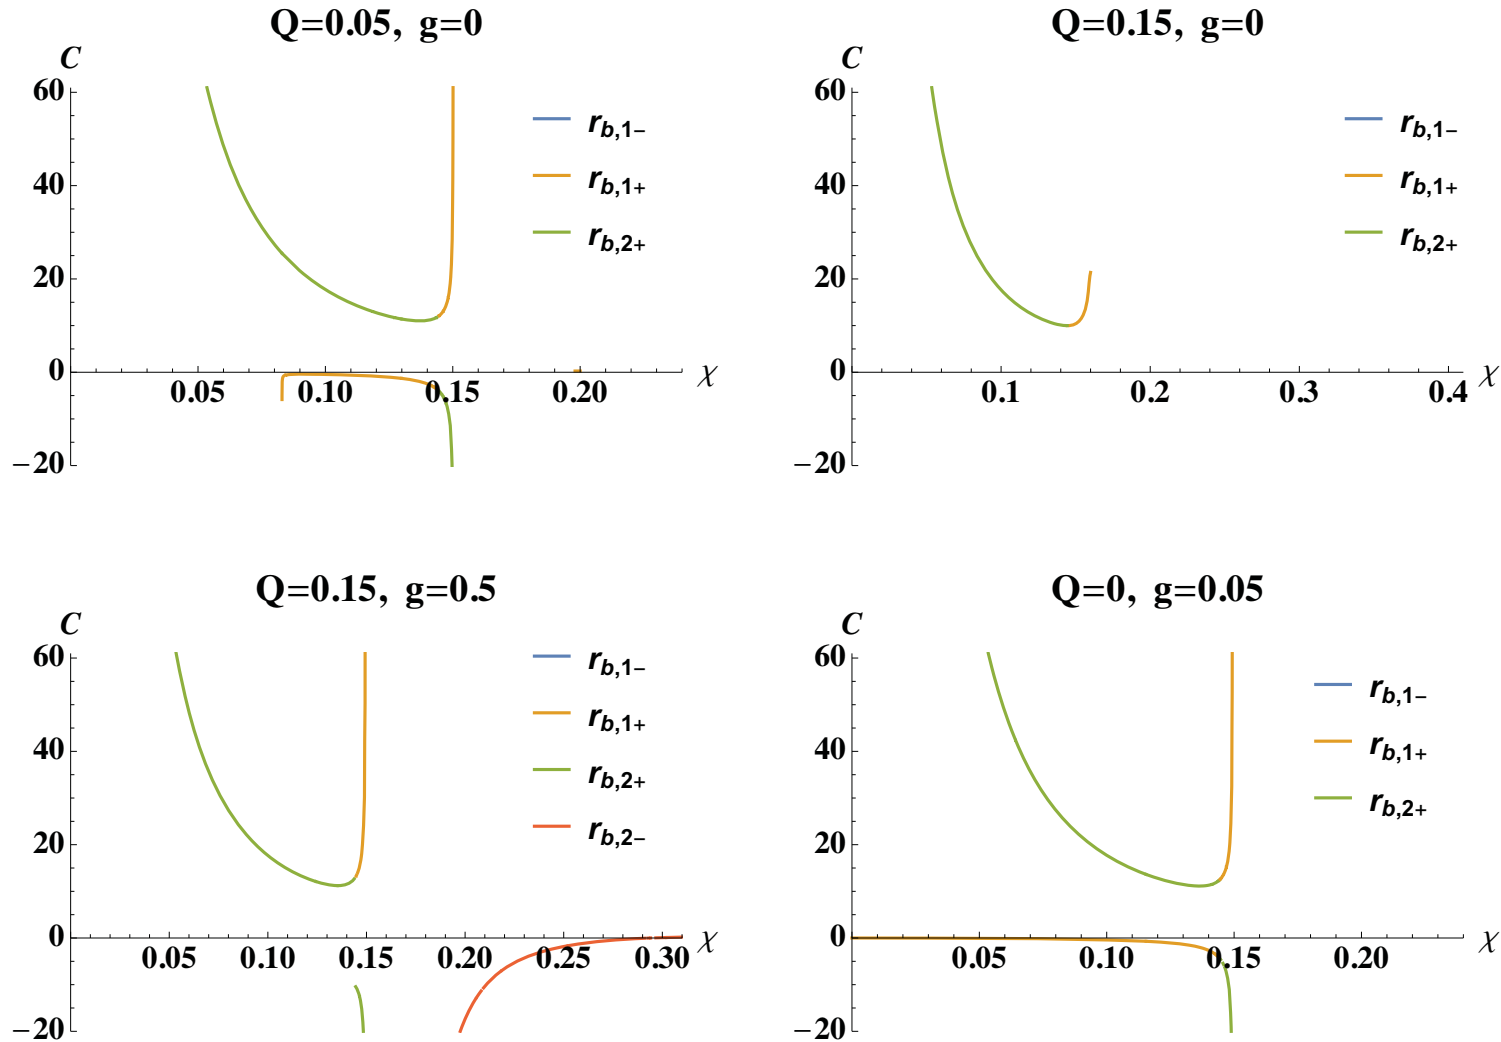 Q=0.05, g=0
C
60
40
20
0
−20
0.05
0.10
0.15
0.20
χ
r_{b,1−}
r_{b,1+}
r_{b,2+}
Q=0.15, g=0
C
60
40
20
0
−20
0.1
0.2
0.3
0.4
χ
r_{b,1−}
r_{b,1+}
r_{b,2+}
Q=0.15, g=0.5
C
60
40
20
0
−20
0.05
0.10
0.15
0.20
0.25
0.30
χ
r_{b,1−}
r_{b,1+}
r_{b,2+}
r_{b,2−}
Q=0, g=0.05
C
60
40
20
0
−20
0.05
0.10
0.15
0.20
χ
r_{b,1−}
r_{b,1+}
r_{b,2+}